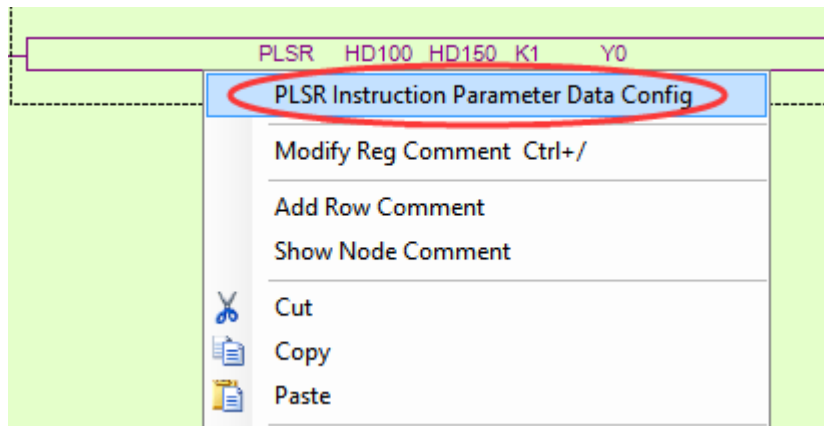 PLSR HD100 HD150 K1 Y0
PLSR Instruction Parameter Data Config
Modify Reg Comment Ctrl+/
Add Row Comment
Show Node Comment
Cut
Copy
Paste